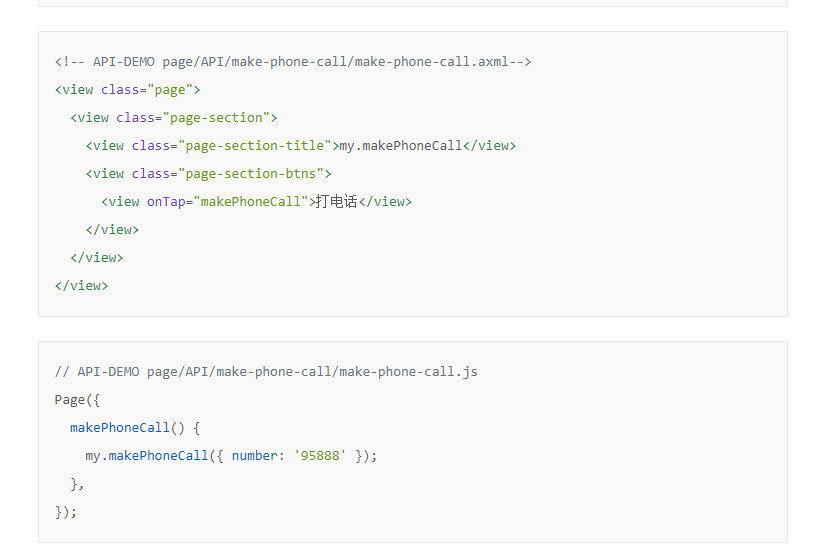 <!-- API-DEMO page/API/make-phone-call/make-phone-call.axml-->
<view class="page">
  <view class="page-section">
    <view class="page-section-title">my.makePhoneCall</view>
    <view class="page-section-btns">
      <view onTap="makePhoneCall">打电话</view>
    </view>
  </view>
</view>
// API-DEMO page/API/make-phone-call/make-phone-call.js
Page({
  makePhoneCall() {
    my.makePhoneCall({ number: '95888' });
  },
});